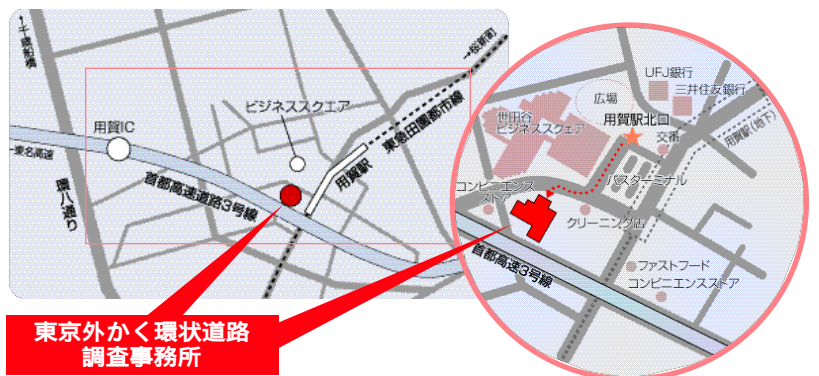 ←千歳船橋
→桜新町
ビジネススクエア
東急田園都市線
用賀IC
←東名高速
用賀駅
首都高速道路3号線
環八通り
東京外かく環状道路
調査事務所
UFJ銀行
三井住友銀行
広場
世田谷
ビジネススクェア
用賀駅北口
交番
用賀駅(地下)
バスターミナル
コンビニエンス
ストア
クリーニング店
首都高速3号線
ファストフード
コンビニエンスストア